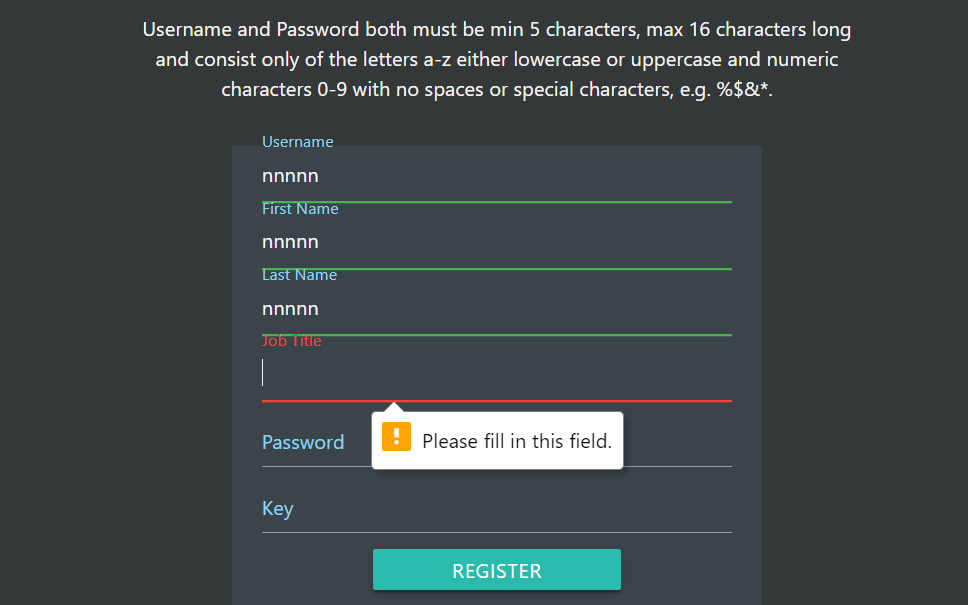 Username and Password both must be min 5 characters, max 16 characters long
and consist only of the letters a-z either lowercase or uppercase and numeric
characters 0-9 with no spaces or special characters, e.g. %$&*.
Username
nnnnn
First Name
nnnnn
Last Name
nnnnn
Job Title
Please fill in this field.
Password
Key
REGISTER